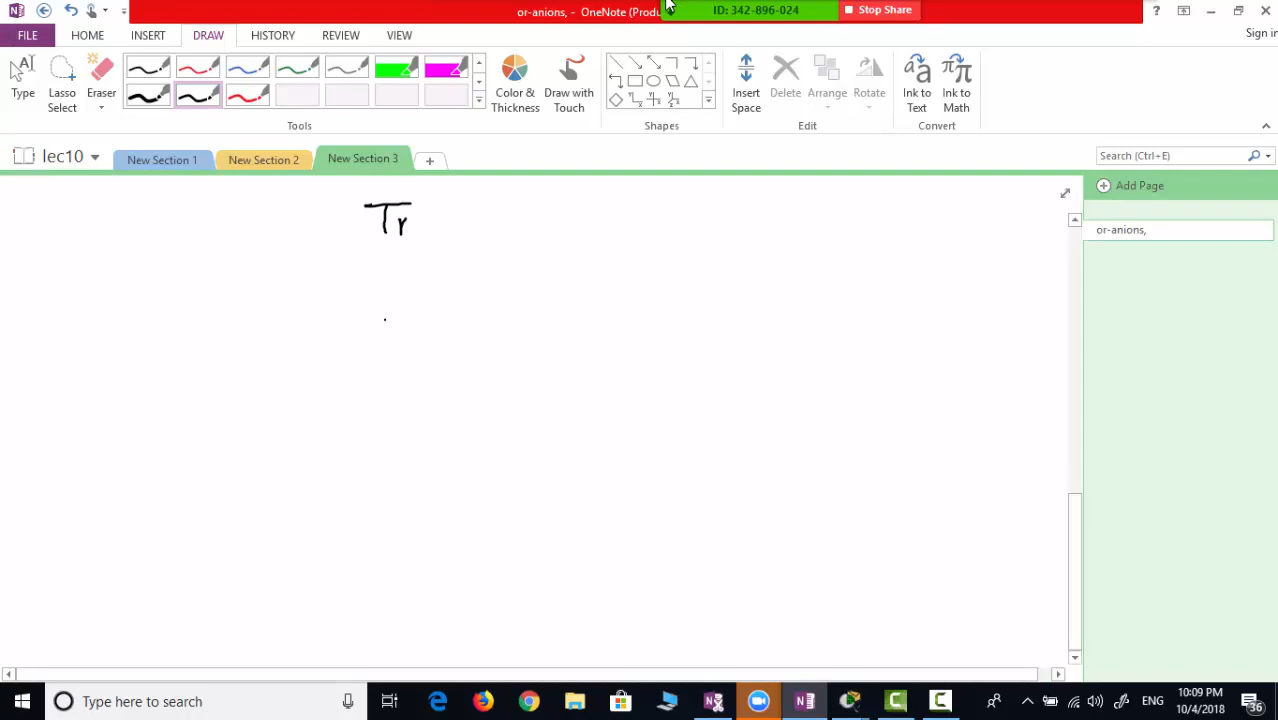 or-anions, - OneNote (Produ
ID: 342-896-024
Stop Share
?
FILE
HOME
INSERT
DRAW
HISTORY
REVIEW
VIEW
Sign in
Type
Lasso Select
Eraser
Color & Thickness
Draw with Touch
Insert Space
Delete
Arrange
Rotate
Ink to Text
Ink to Math
Tools
Shapes
Edit
Convert
lec10
New Section 1
New Section 2
New Section 3
Search (Ctrl+E)
Add Page
or-anions,
Tr
Type here to search
ENG
10:09 PM
10/4/2018
36